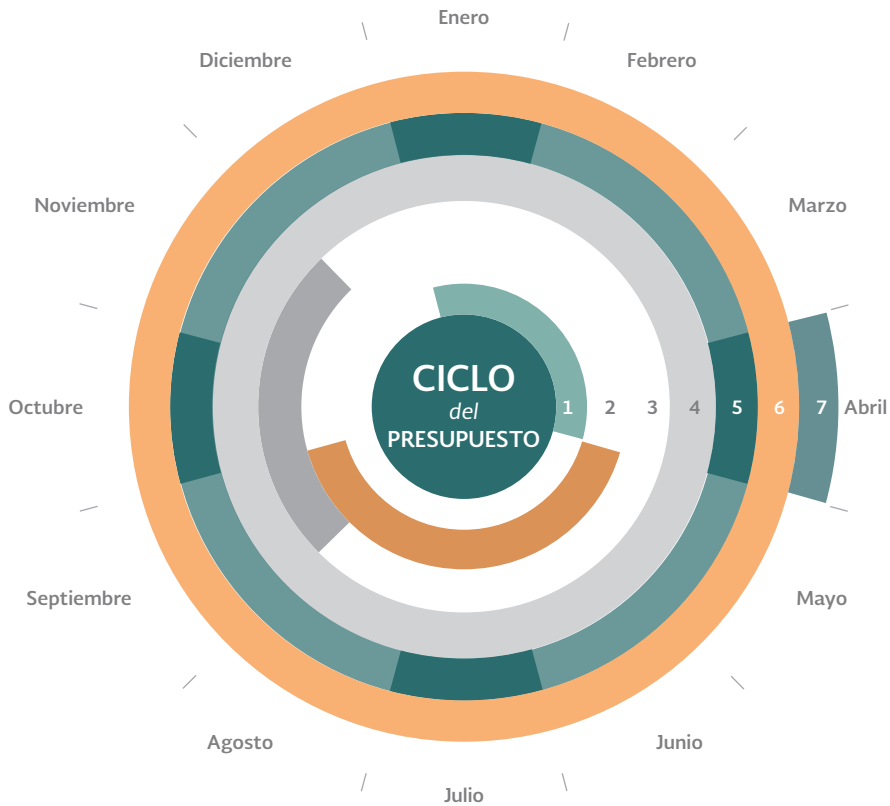 Enero
Diciembre
Febrero
Noviembre
Marzo
CICLO
del
PRESUPUESTO
Octubre
1 2 3 4 5 6 7 Abril
Septiembre
Mayo
Agosto
Junio
Julio